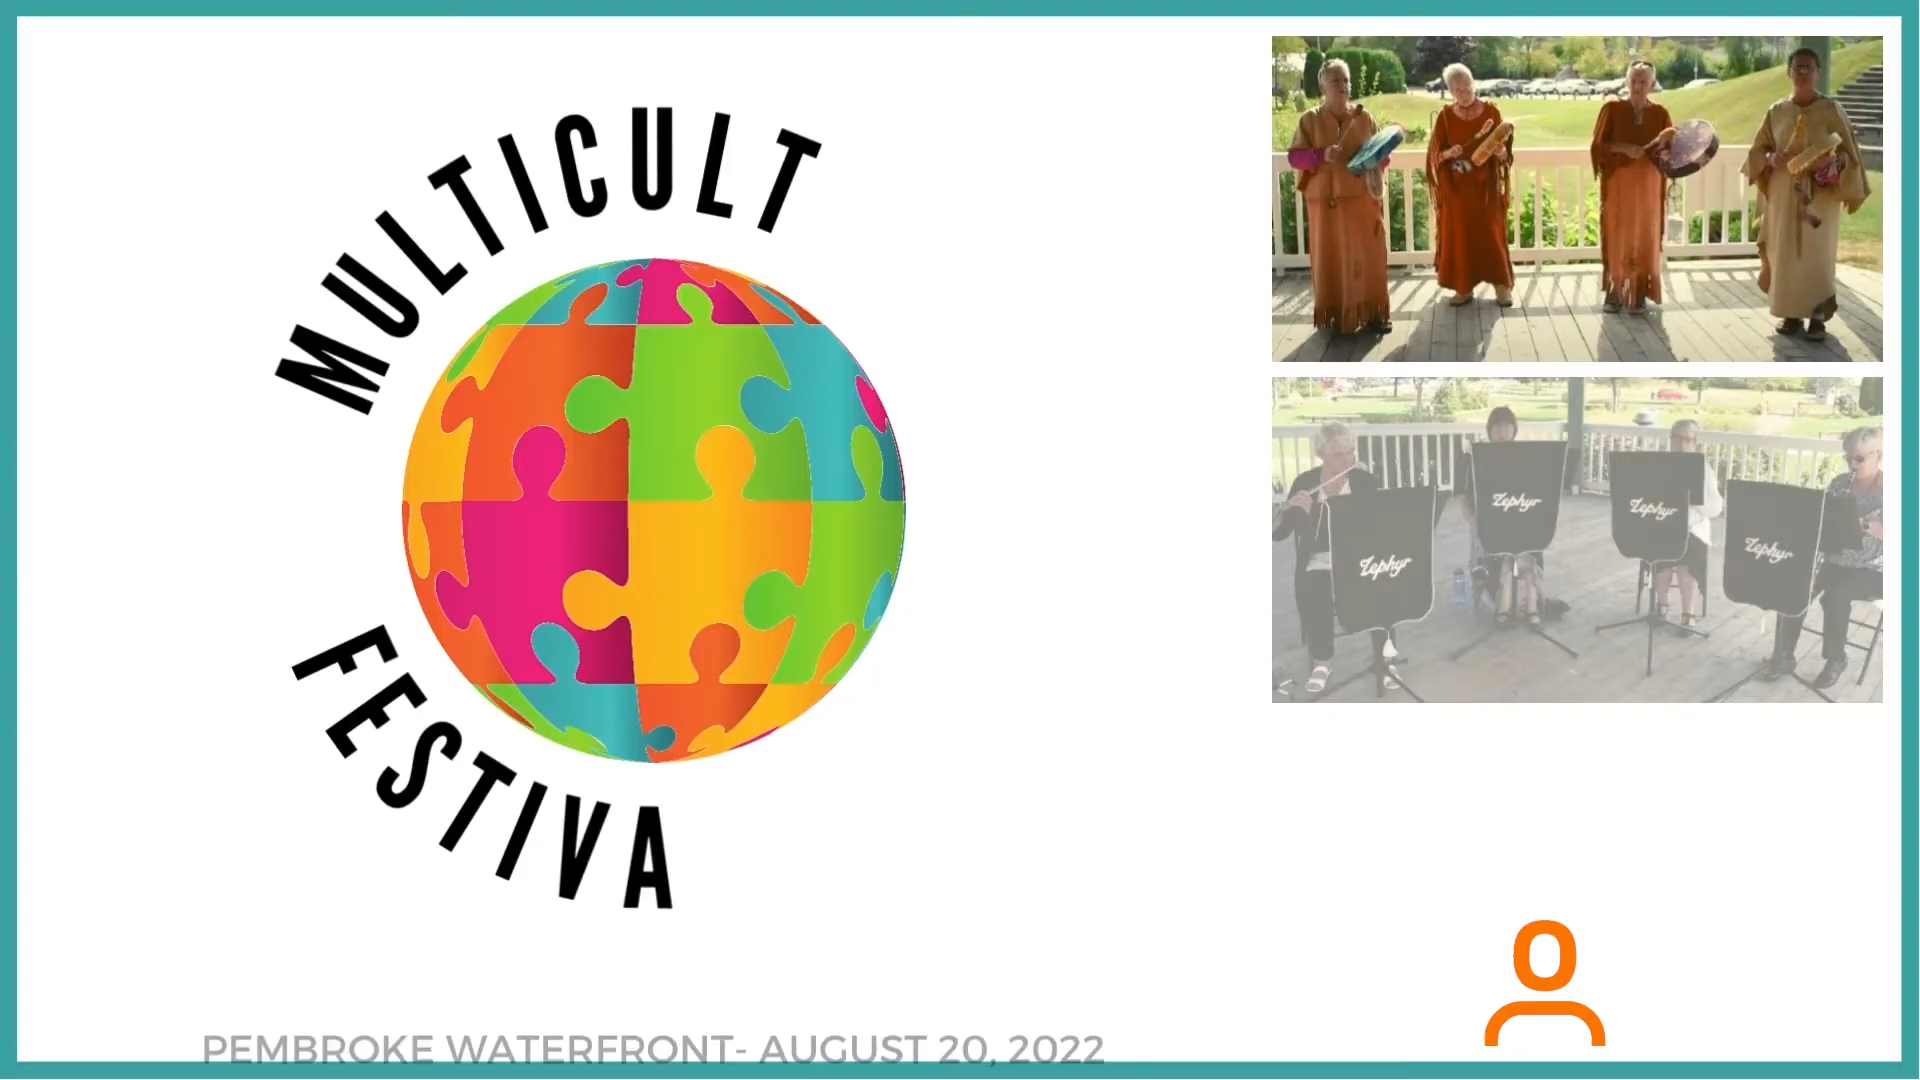 MULTICULT
FESTIVA
PEMBROKE WATERFRONT- AUGUST 20, 2022
Zephyr
Zephyr
Zephyr
Zephyr